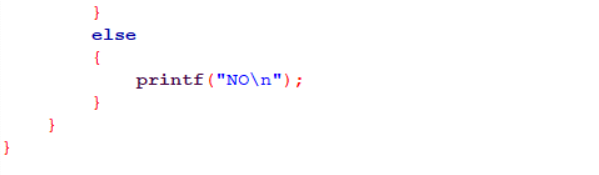 }
else
{
printf("NO\n");
}
}
}